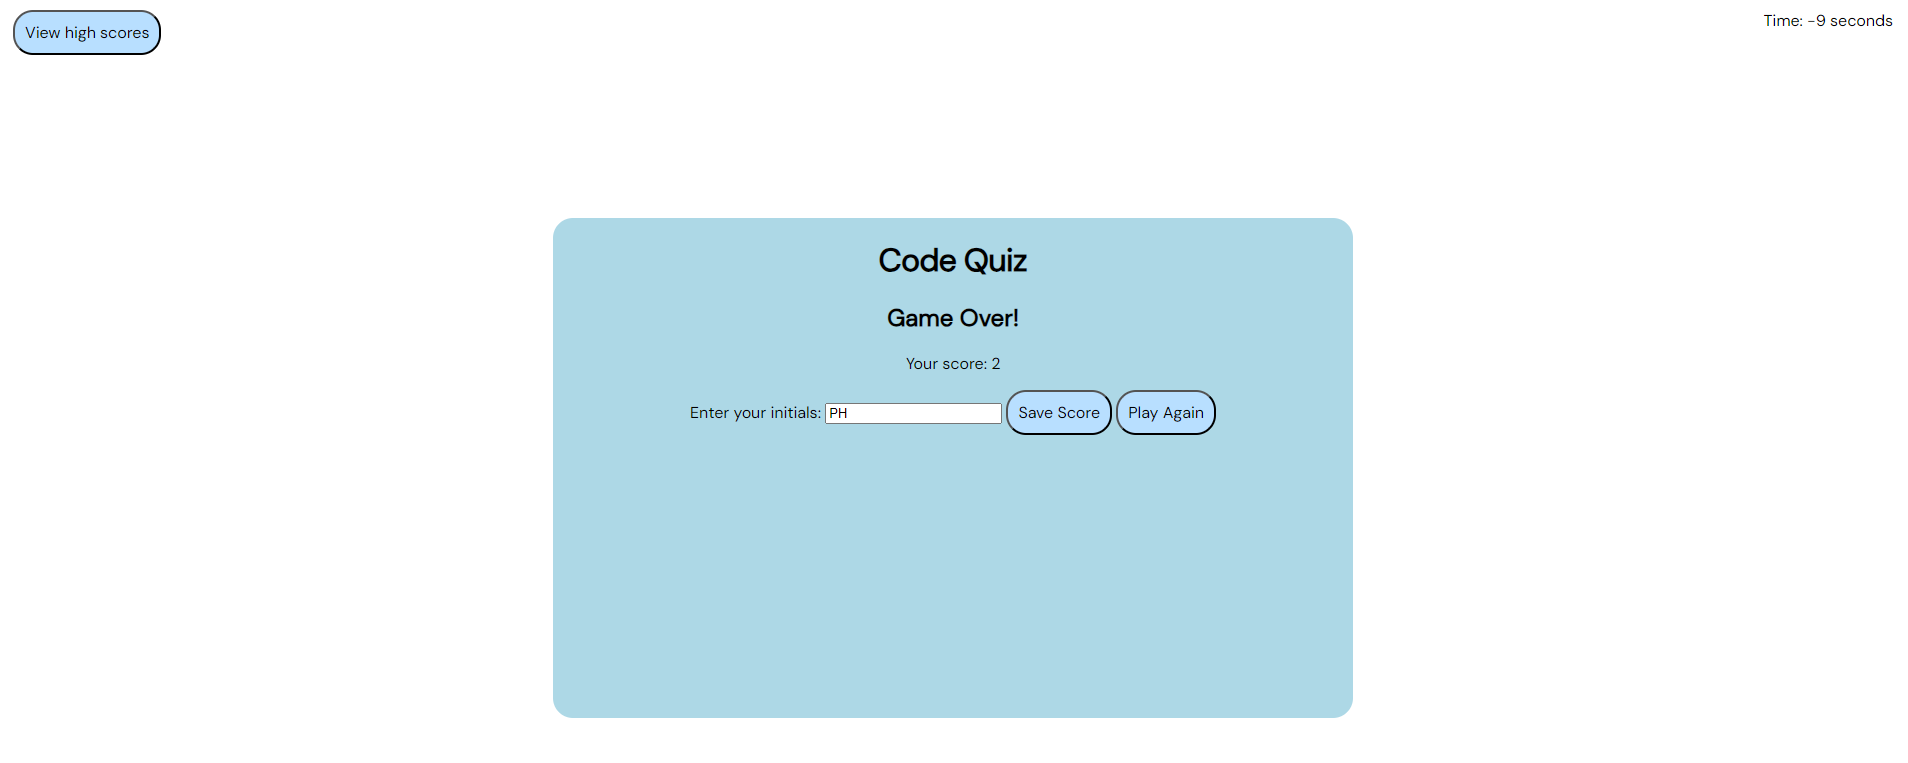 View high scores
Time: -9 seconds
Code Quiz
Game Over!
Your score: 2
Enter your initials: PH Save Score Play Again